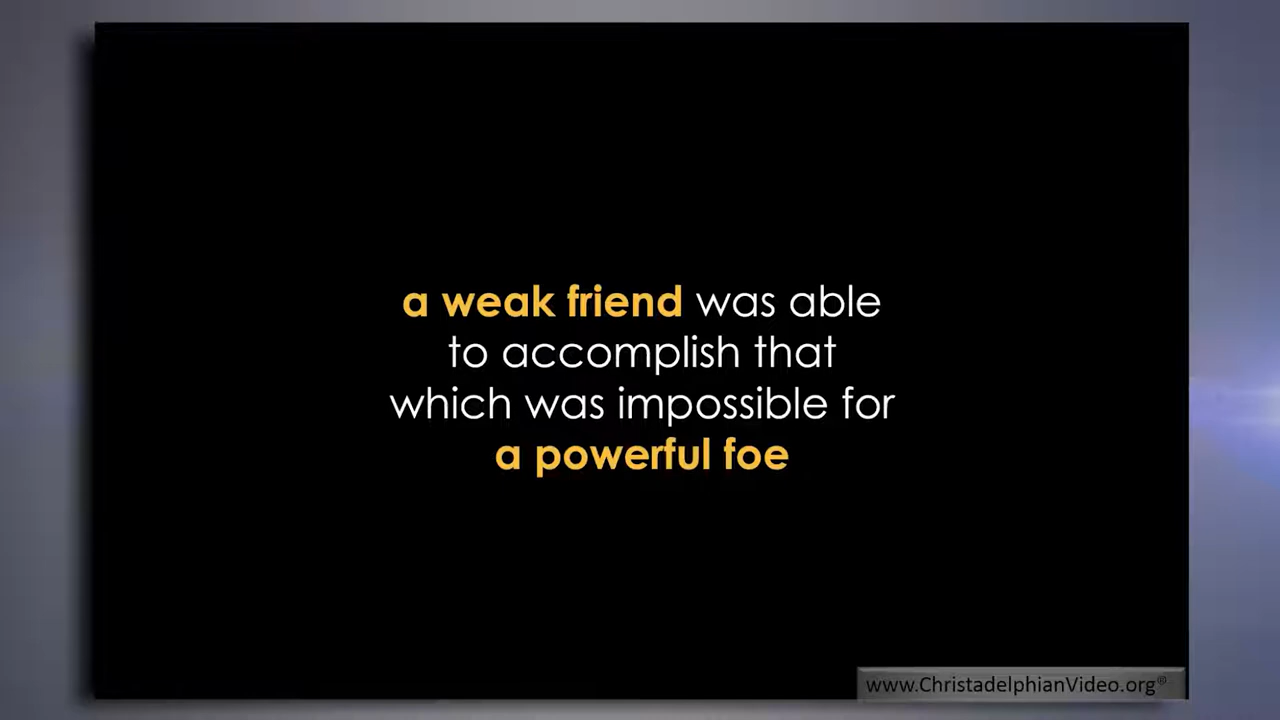 a weak friend was able
to accomplish that
which was impossible for
a powerful foe
www.ChristadelphianVideo.org®